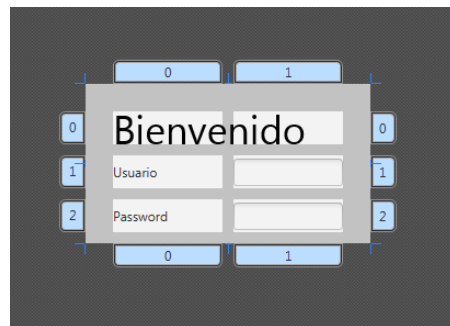 0 1
Bienvenido
0 0
1 Usuario 1
2 Password 2
0 1